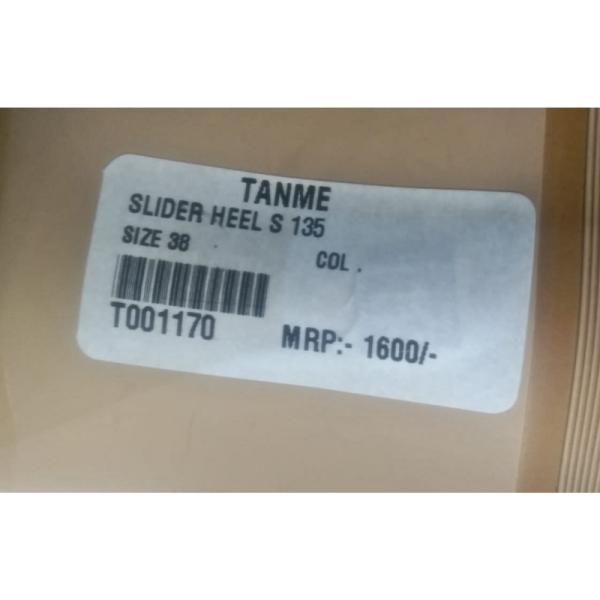 TANME
SLIDER HEEL S 135
SIZE 38
COL .
T001170
MRP:- 1600/-